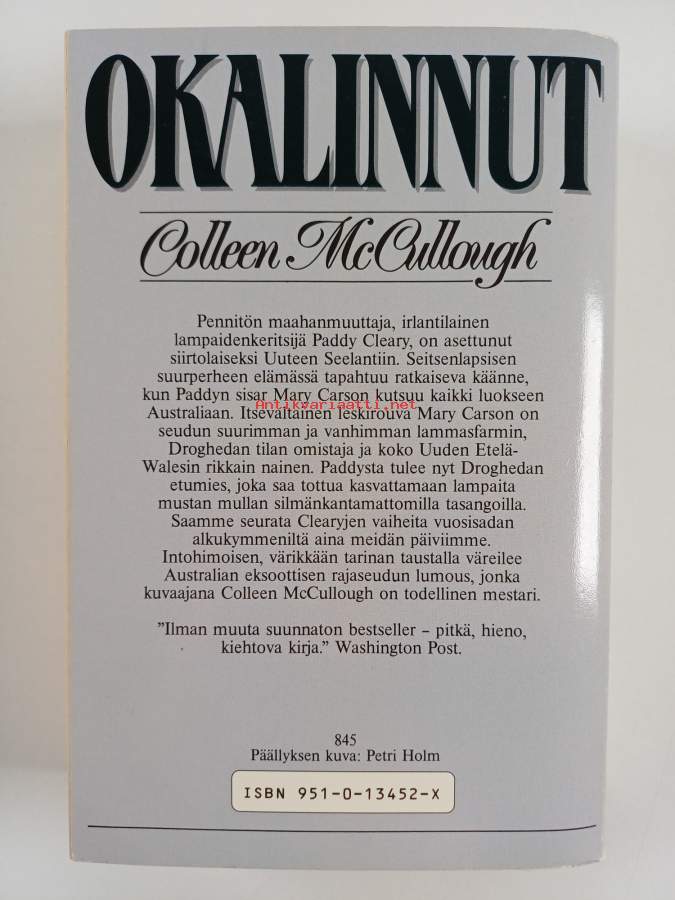 OKALINNUT
Colleen McCullough
Pennitön maahanmuuttaja, irlantilainen
lampaidenkeritsijä Paddy Cleary, on asettunut
siirtolaiseksi Uuteen Seelantiin. Seitsenlapsisen
suurperheen elämässä tapahtuu ratkaiseva käänne,
kun Paddyn sisar Mary Carson kutsuu kaikki luokseen
Antikvariaatti.net
Australiaan. Itsevaltainen leskirouva Mary Carson on
seudun suurimman ja vanhimman lammasfarmin,
Droghedan tilan omistaja ja koko Uuden Etelä-
Walesin rikkain nainen. Paddysta tulee nyt Droghedan
etumies, joka saa tottua kasvattamaan lampaita
mustan mullan silmänkantamattomilla tasangoilla.
Saamme seurata Clearyjen vaiheita vuosisadan
alkukymmeniltä aina meidän päiviimme.
Intohimoisen, värikkään tarinan taustalla väreilee
Australian eksoottisen rajaseudun lumous, jonka
kuvaajana Colleen McCullough on todellinen mestari.
”Ilman muuta suunnaton bestseller – pitkä, hieno,
kiehtova kirja.” Washington Post.
845
Päällyksen kuva: Petri Holm
ISBN 951-0-13452-X